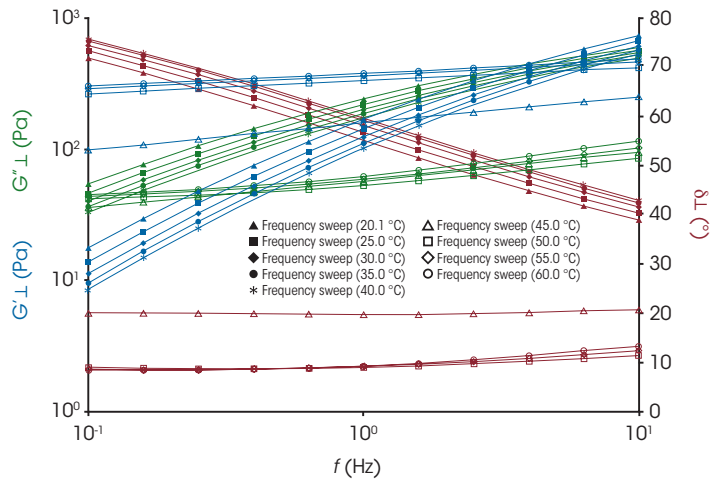 10³
10²
10¹
10⁰
G″⊥ (Pa)
G′⊥ (Pa)
80
70
60
50
40
30
20
10
0
δ⊥ (°)
Frequency sweep (20.1 °C)
Frequency sweep (25.0 °C)
Frequency sweep (30.0 °C)
Frequency sweep (35.0 °C)
Frequency sweep (40.0 °C)
Frequency sweep (45.0 °C)
Frequency sweep (50.0 °C)
Frequency sweep (55.0 °C)
Frequency sweep (60.0 °C)
10⁻¹ 10⁰ 10¹
f (Hz)